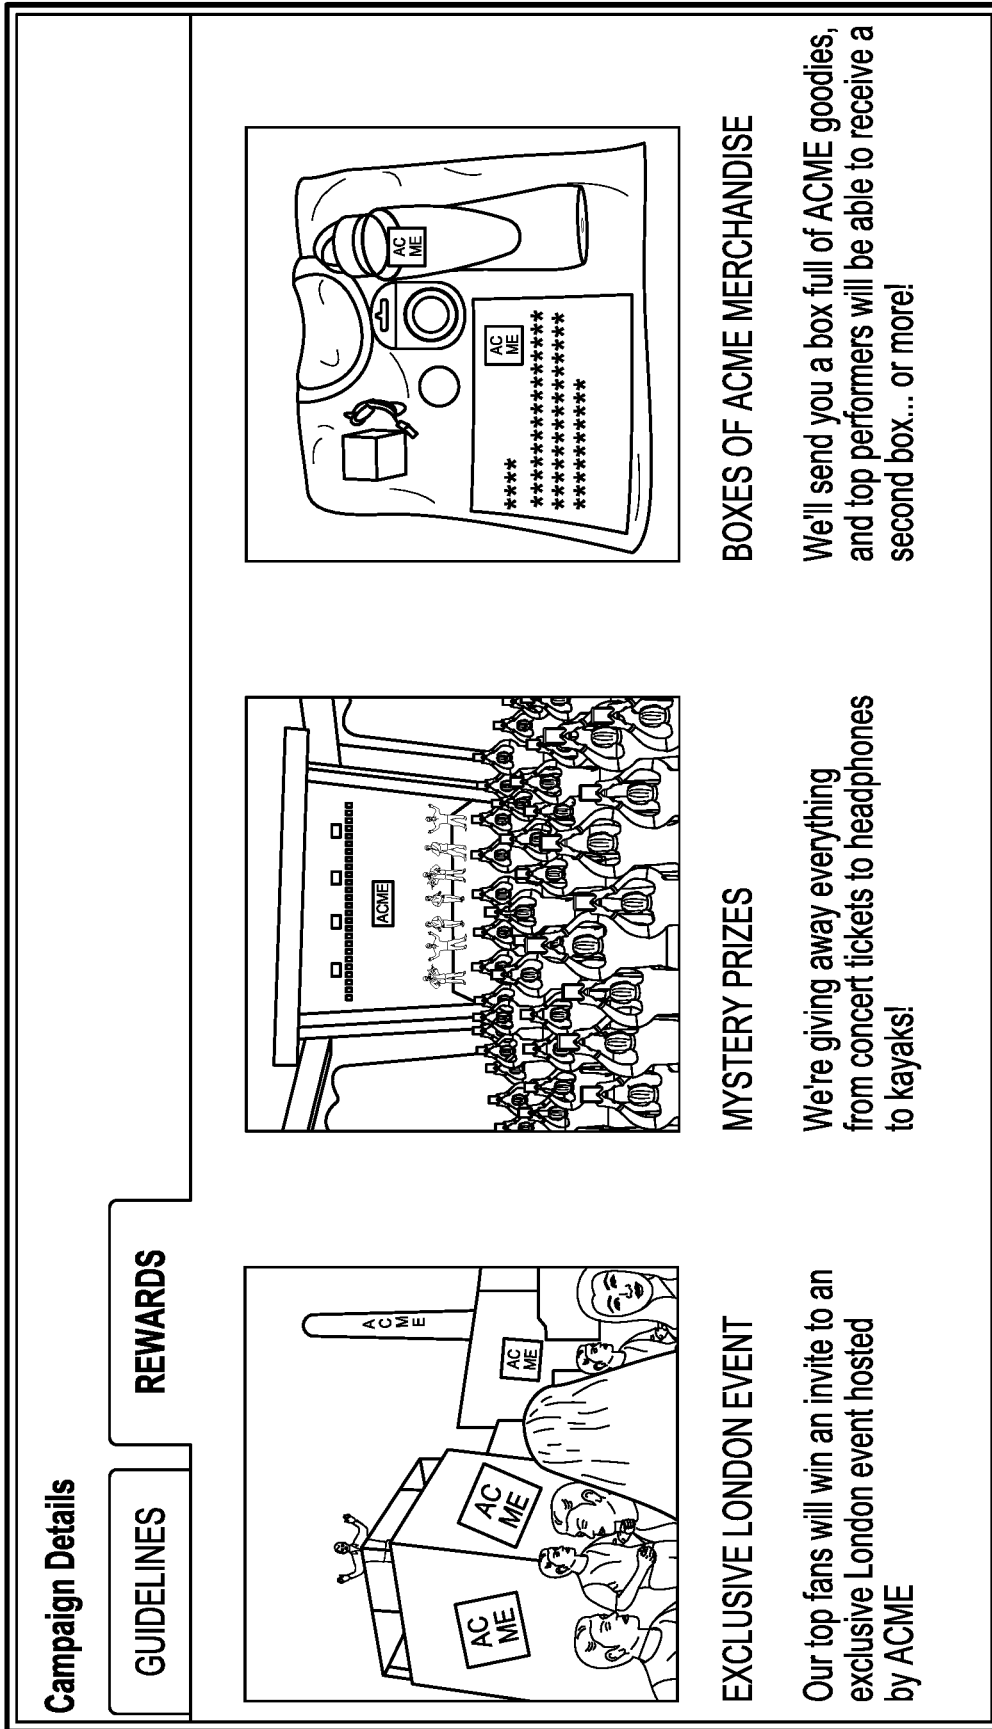 Campaign Details
GUIDELINES
REWARDS
AC
ME
AC
ME
A
C
M
E
AC
ME
EXCLUSIVE LONDON EVENT
Our top fans will win an invite to an
exclusive London event hosted
by ACME
ACME
MYSTERY PRIZES
We're giving away everything
from concert tickets to headphones
to kayaks!
AC
ME
****
AC
ME
******************
******************
************
BOXES OF ACME MERCHANDISE
We'll send you a box full of ACME goodies,
and top performers will be able to receive a
second box... or more!